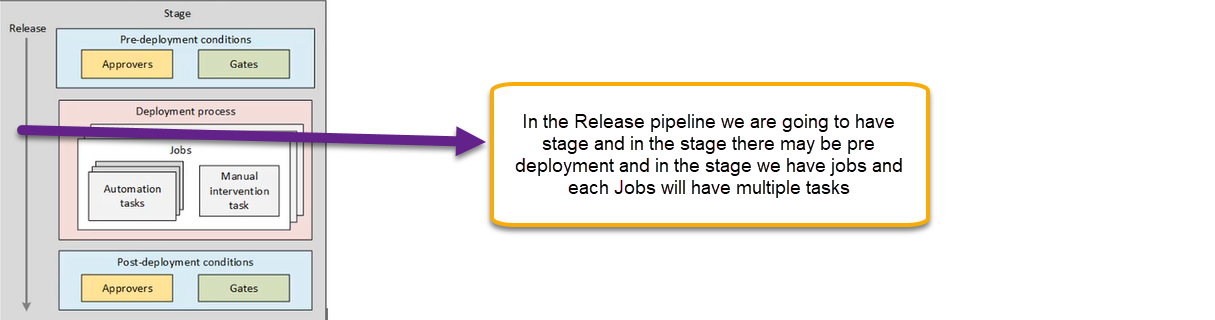 Stage
Release
Pre-deployment conditions
Approvers
Gates
Deployment process
Jobs
Automation
tasks
Manual
intervention
task
Post-deployment conditions
Approvers
Gates
In the Release pipeline we are going to have
stage and in the stage there may be pre
deployment and in the stage we have jobs and
each Jobs will have multiple tasks